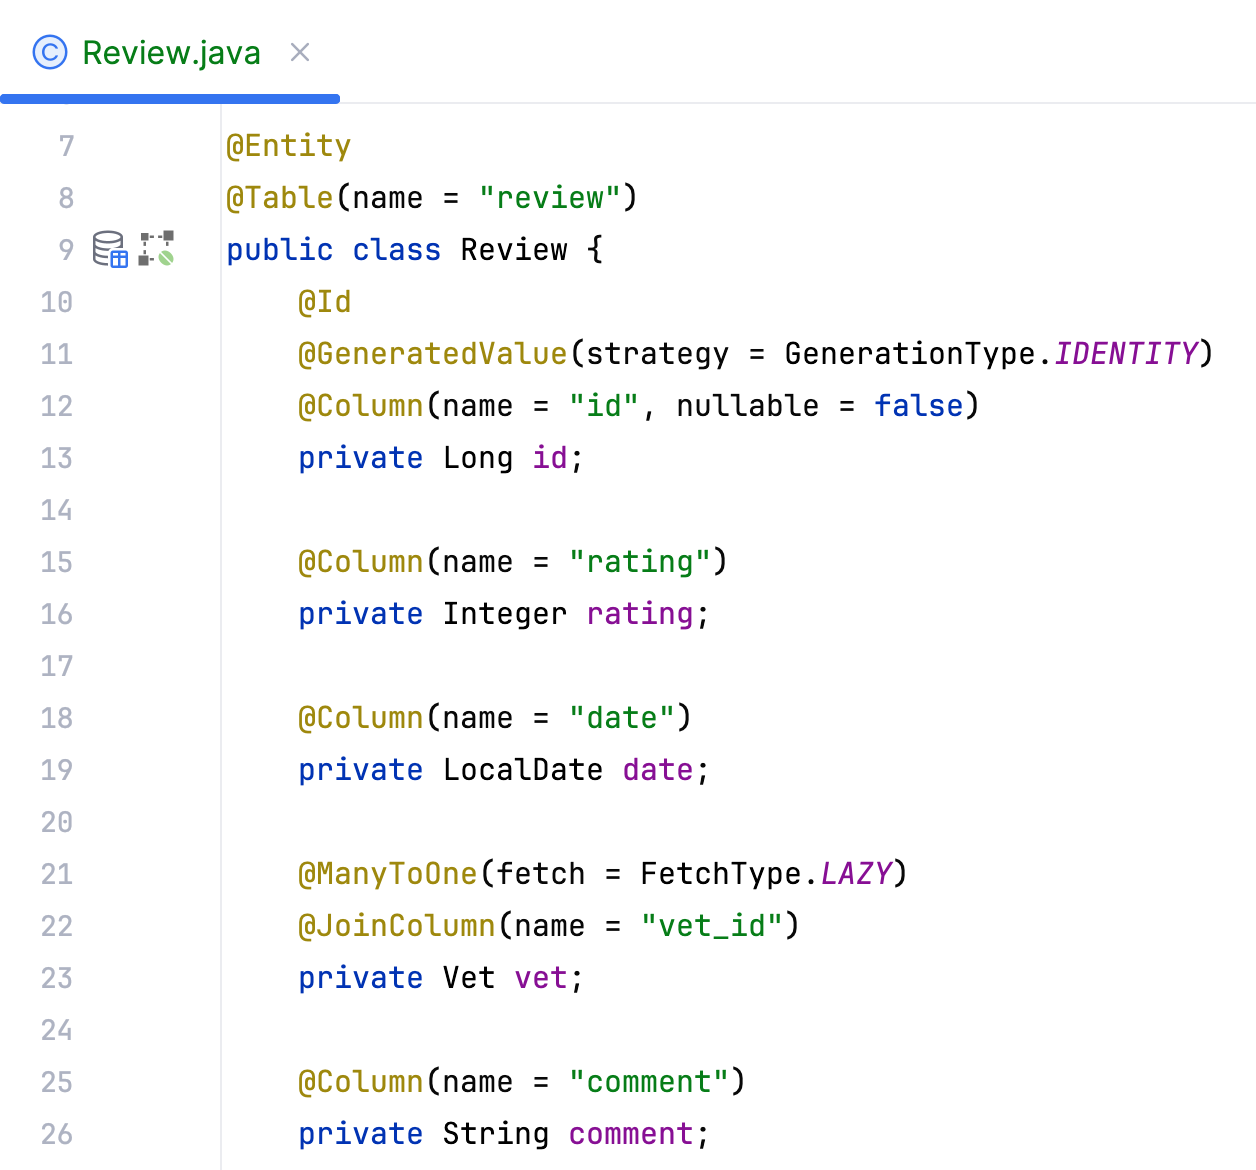 Review.java
7 @Entity
8 @Table(name = "review")
9 public class Review {
10 @Id
11 @GeneratedValue(strategy = GenerationType.IDENTITY)
12 @Column(name = "id", nullable = false)
13 private Long id;
14
15 @Column(name = "rating")
16 private Integer rating;
17
18 @Column(name = "date")
19 private LocalDate date;
20
21 @ManyToOne(fetch = FetchType.LAZY)
22 @JoinColumn(name = "vet_id")
23 private Vet vet;
24
25 @Column(name = "comment")
26 private String comment;